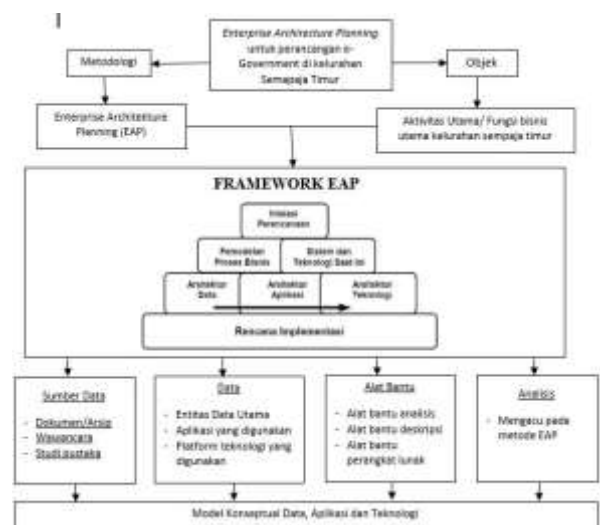 Enterprise Architecture Planning
untuk perancangan e-
Government di kelurahan
Semapaja Timur
Metodologi
Objek
Enterprise Architecture
Planning (EAP)
Aktivitas Utama/ Fungsi bisnis
utama kelurahan sempaja timur
FRAMEWORK EAP
Inisiasi
Perencanaan
Pemodelan
Proses Bisnis
Sistem dan
Teknologi Saat Ini
Arsitektur
Data
Arsitektur
Aplikasi
Arsitektur
Teknologi
Rencana Implementasi
Sumber Data
- Dokumen/Arsip
- Wawancara
- Studi pustaka
Data
- Entitas Data Utama
- Aplikasi yang digunakan
- Platform teknologi yang
digunakan
Alat Bantu
- Alat bantu analisis
- Alat bantu deskripsi
- Alat bantu
perangkat lunak
Analisis
- Mengacu pada
metode EAP
Model Konseptual Data, Aplikasi dan Teknologi